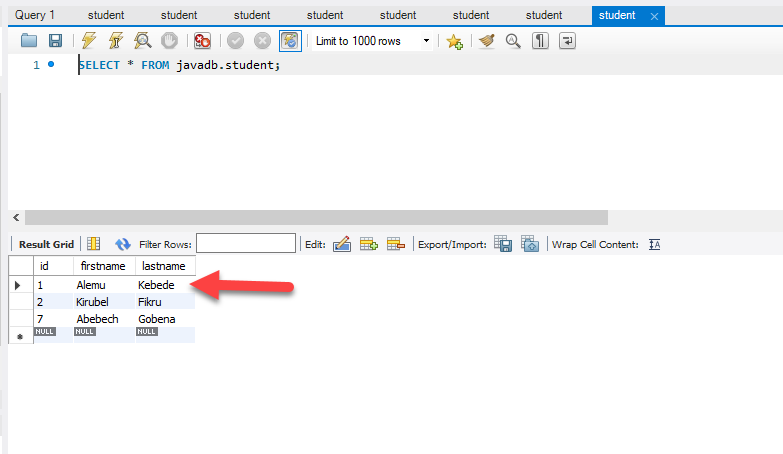 Query 1 student student student student student student student student
Limit to 1000 rows
1 SELECT * FROM javadb.student;
Result Grid Filter Rows: Edit: Export/Import: Wrap Cell Content:
id firstname lastname
1 Alemu Kebede
2 Kirubel Fikru
7 Abebech Gobena
NULL NULL NULL